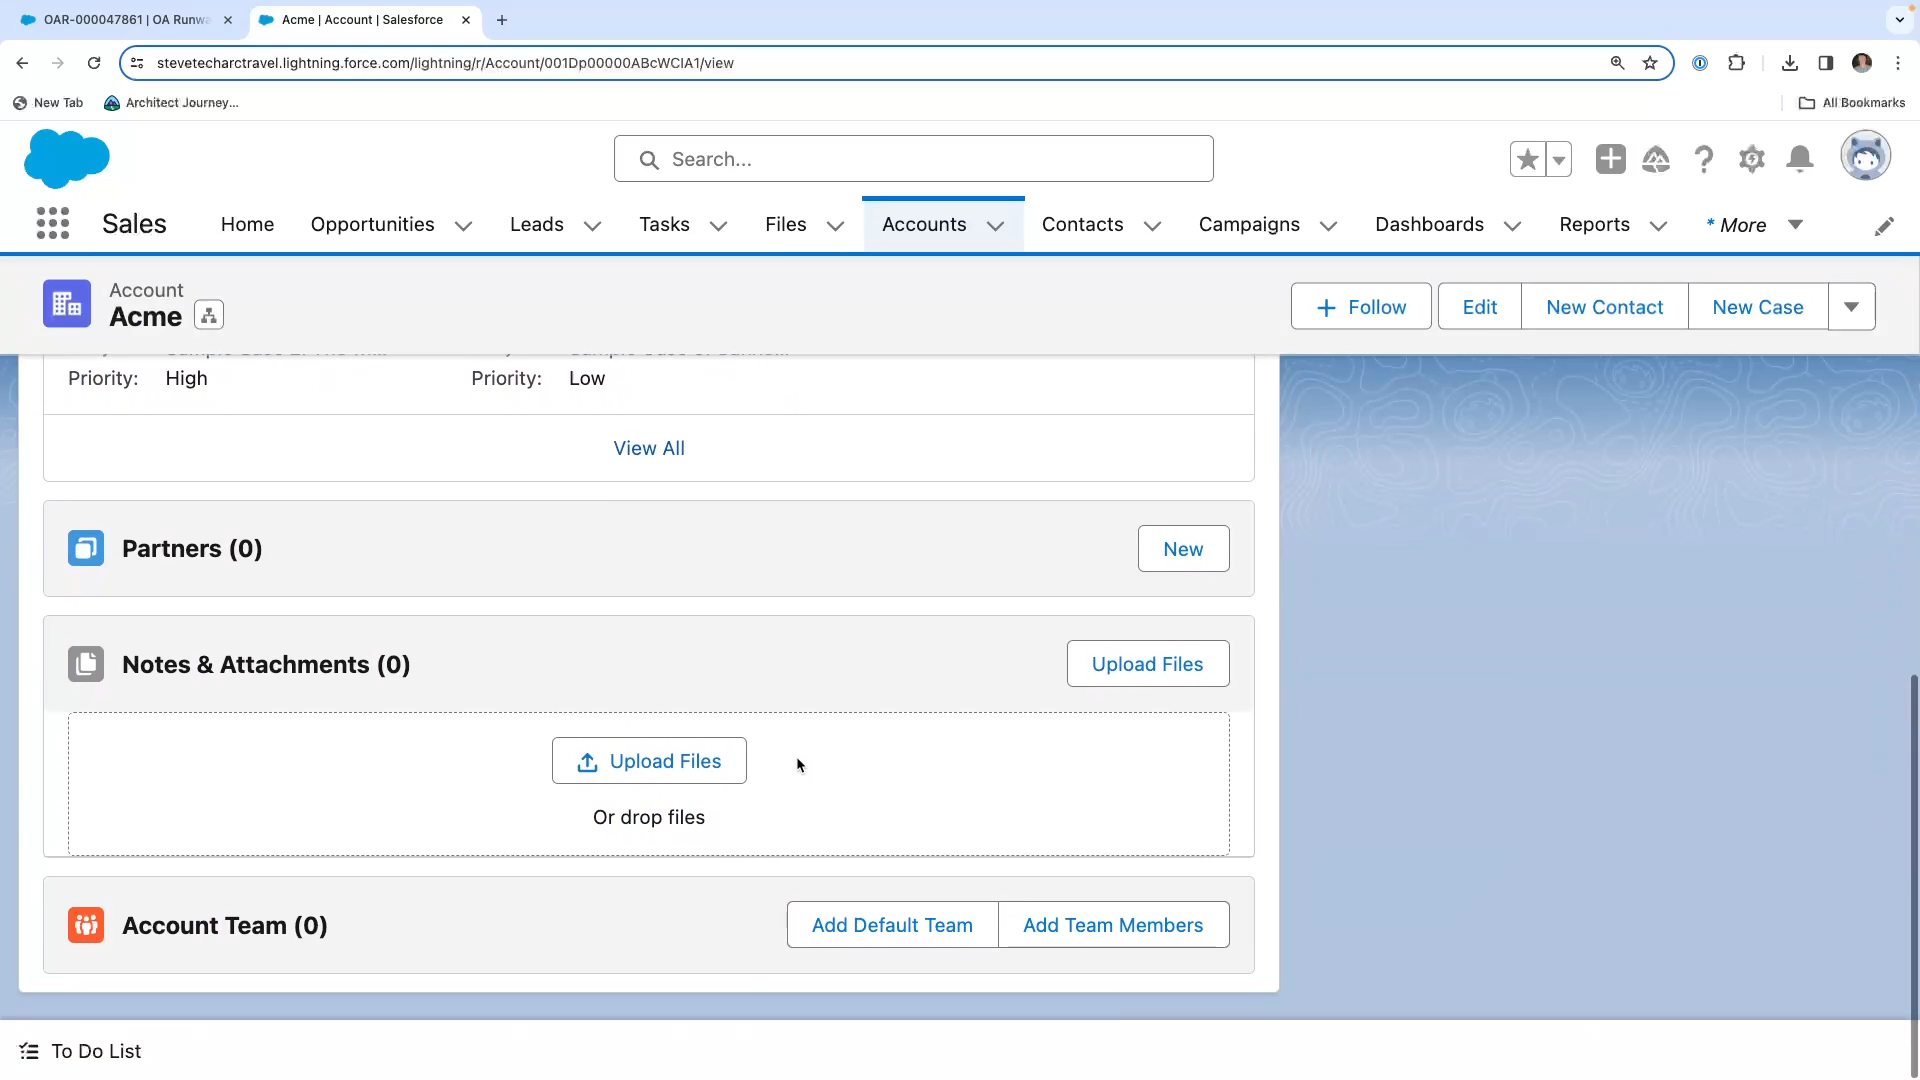 OAR-000047861 | OA Runwa
Acme | Account | Salesforce
stevetecharctravel.lightning.force.com/lightning/r/Account/001Dp00000ABcWCIA1/view
New Tab
Architect Journey...
All Bookmarks
Search...
Sales
Home
Opportunities
Leads
Tasks
Files
Accounts
Contacts
Campaigns
Dashboards
Reports
* More
Account
Acme
Follow
Edit
New Contact
New Case
Priority: High
Priority: Low
View All
Partners (0)
New
Notes & Attachments (0)
Upload Files
Upload Files
Or drop files
Account Team (0)
Add Default Team
Add Team Members
To Do List